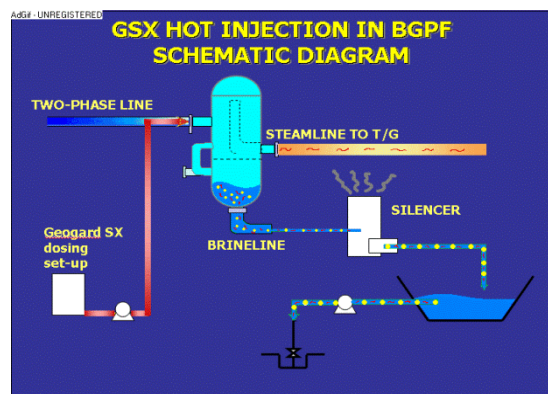 AdGif - UNREGISTERED
GSX HOT INJECTION IN BGPF
SCHEMATIC DIAGRAM
TWO-PHASE LINE
STEAMLINE TO T/G
SILENCER
Geogard SX
dosing
set-up
BRINELINE